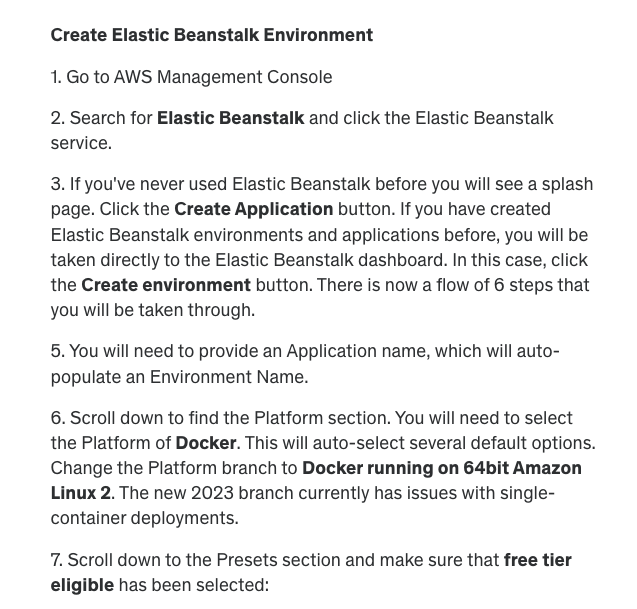 Create Elastic Beanstalk Environment
1. Go to AWS Management Console
2. Search for Elastic Beanstalk and click the Elastic Beanstalk
service.
3. If you've never used Elastic Beanstalk before you will see a splash
page. Click the Create Application button. If you have created
Elastic Beanstalk environments and applications before, you will be
taken directly to the Elastic Beanstalk dashboard. In this case, click
the Create environment button. There is now a flow of 6 steps that
you will be taken through.
5. You will need to provide an Application name, which will auto-
populate an Environment Name.
6. Scroll down to find the Platform section. You will need to select
the Platform of Docker. This will auto-select several default options.
Change the Platform branch to Docker running on 64bit Amazon
Linux 2. The new 2023 branch currently has issues with single-
container deployments.
7. Scroll down to the Presets section and make sure that free tier
eligible has been selected: